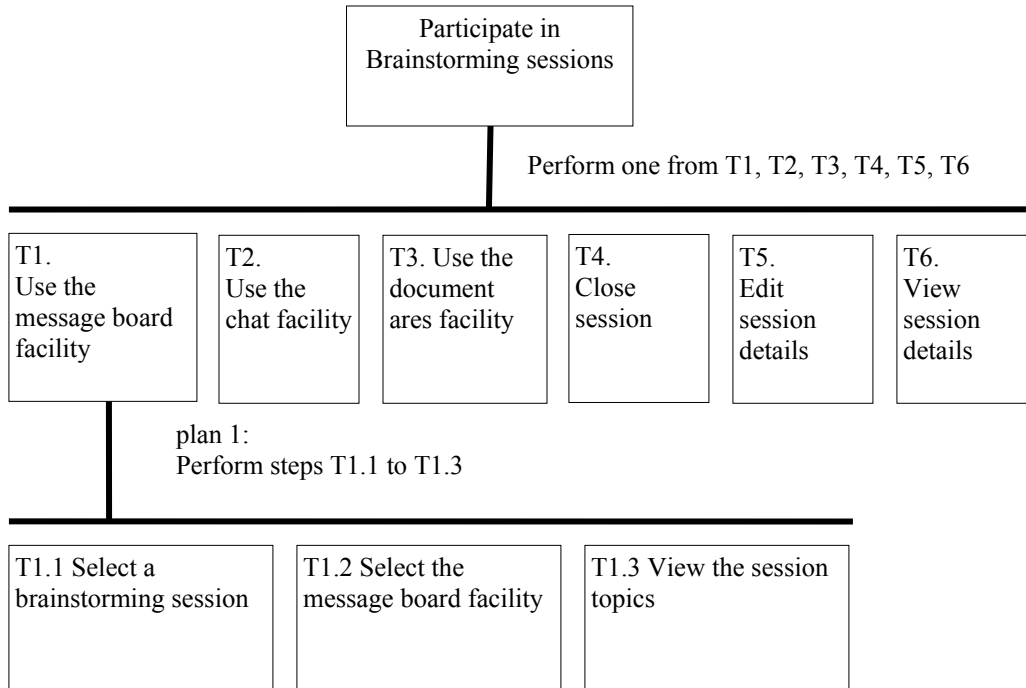 Participate in
Brainstorming sessions
Perform one from T1, T2, T3, T4, T5, T6
T1.
Use the
message board
facility
T2.
Use the
chat facility
T3. Use the
document
ares facility
T4.
Close
session
T5.
Edit
session
details
T6.
View
session
details
plan 1:
Perform steps T1.1 to T1.3
T1.1 Select a
brainstorming session
T1.2 Select the
message board facility
T1.3 View the session
topics